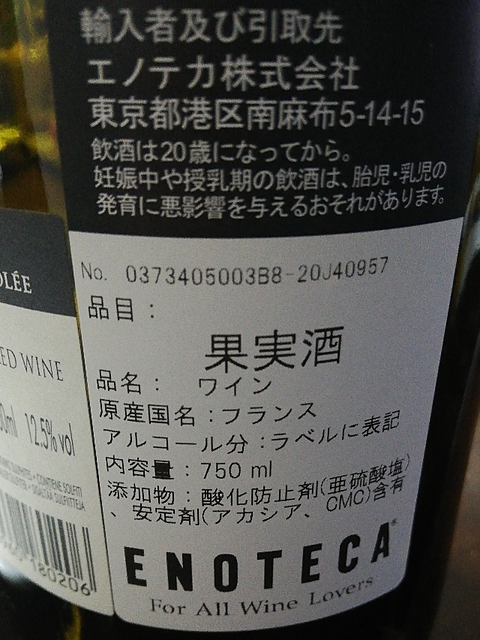 輸入者及び引取先
エノテカ株式会社
東京都港区南麻布5-14-15
飲酒は20歳になってから。
妊娠中や授乳期の飲酒は、胎児・乳児の
発育に悪影響を与えるおそれがあります。
No. 0373405003B8-20J40957
品目：
果実酒
品名： ワイン
原産国名：フランス
アルコール分：ラベルに表記
内容量：750 ml
添加物：酸化防止剤(亜硫酸塩)
、安定剤(アカシア、CMC)含有
ENOTECA
For All Wine Lovers
OLÉE
ED WINE
0ml 12.5% vol
180206